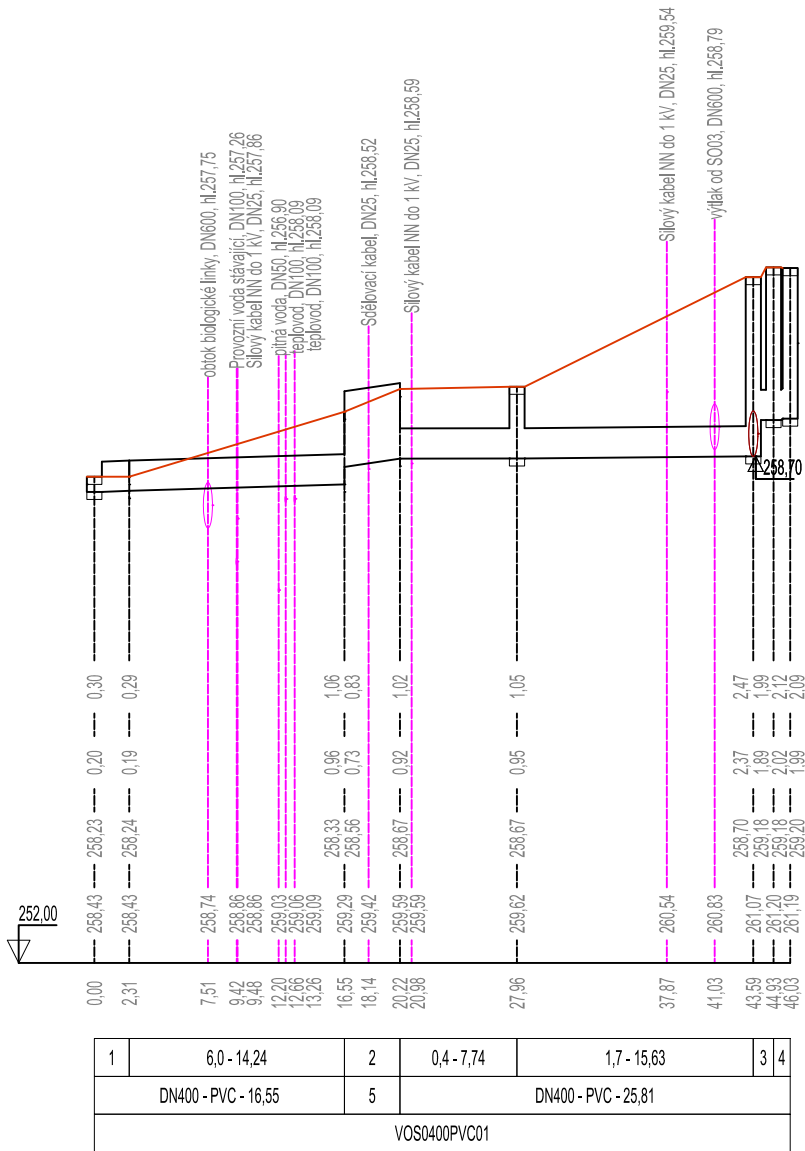 obtok biologické linky, DN600, hl.257,75
Provozní voda stávající, DN100, hl.257,26
Silový kabel NN do 1 kV, DN25, hl.257,86
pitná voda, DN50, hl.256,90
teplovod, DN100, hl.258,09
teplovod, DN100, hl.258,09
Sdělovací kabel, DN25, hl.258,52
Silový kabel NN do 1 kV, DN25, hl.258,59
Silový kabel NN do 1 kV, DN25, hl.259,54
výtlak od SO03, DN600, hl.258,79
258,70
0,30 0,29 1,06 0,83 1,02 1,05 2,47 1,99 2,12 2,09
0,20 0,19 0,96 0,73 0,92 0,95 2,37 1,89 2,02 1,99
258,23 258,24 258,33 258,56 258,67 258,67 258,70 259,18 259,18 259,20
258,43 258,43 258,74 258,86 258,86 259,03 259,06 259,09 259,29 259,42 259,59 259,59 259,62 260,54 260,83 261,07 261,20 261,19
252,00
0,00 2,31 7,51 9,42 9,48 12,20 12,66 13,26 16,55 18,14 20,22 20,98 27,96 37,87 41,03 43,59 44,93 46,03
1 6,0 - 14,24 2 0,4 - 7,74 1,7 - 15,63 3 4
DN400 - PVC - 16,55 5 DN400 - PVC - 25,81
VOS0400PVC01